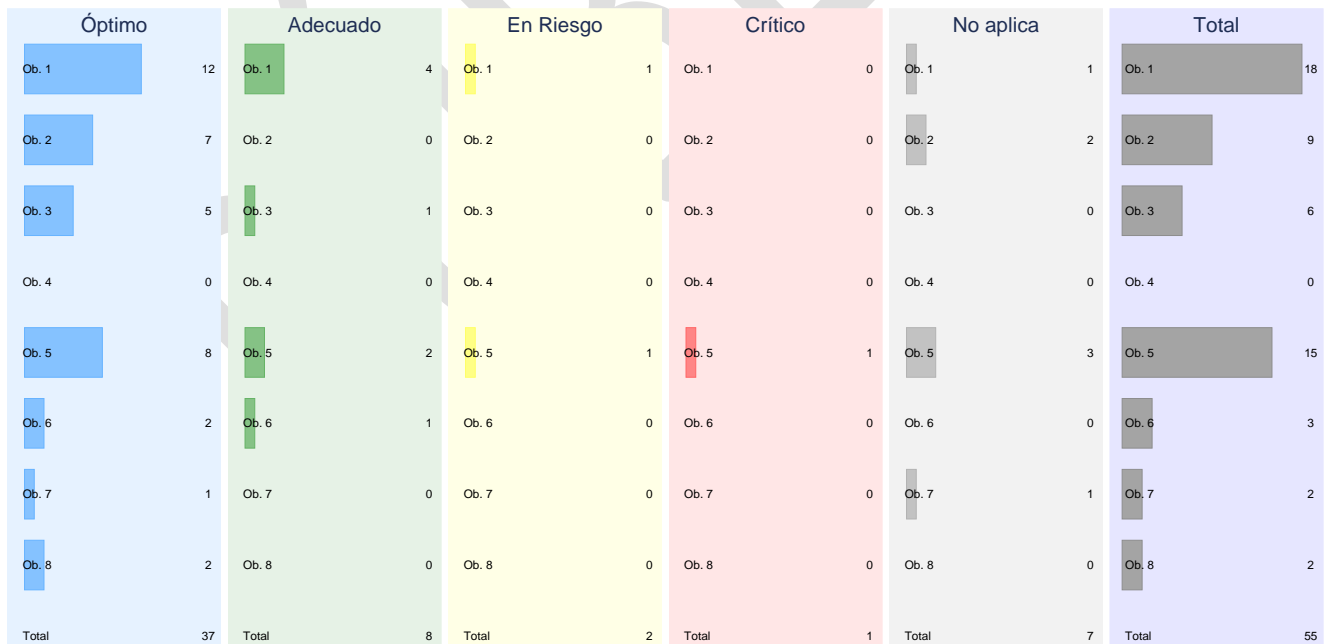 Óptimo Adecuado En Riesgo Crítico No aplica Total
Ob. 1 12 Ob. 1 4 Ob. 1 1 Ob. 1 0 Ob. 1 1 Ob. 1 18
Ob. 2 7 Ob. 2 0 Ob. 2 0 Ob. 2 0 Ob. 2 2 Ob. 2 9
Ob. 3 5 Ob. 3 1 Ob. 3 0 Ob. 3 0 Ob. 3 0 Ob. 3 6
Ob. 4 0 Ob. 4 0 Ob. 4 0 Ob. 4 0 Ob. 4 0 Ob. 4 0
Ob. 5 8 Ob. 5 2 Ob. 5 1 Ob. 5 1 Ob. 5 3 Ob. 5 15
Ob. 6 2 Ob. 6 1 Ob. 6 0 Ob. 6 0 Ob. 6 0 Ob. 6 3
Ob. 7 1 Ob. 7 0 Ob. 7 0 Ob. 7 0 Ob. 7 1 Ob. 7 2
Ob. 8 2 Ob. 8 0 Ob. 8 0 Ob. 8 0 Ob. 8 0 Ob. 8 2
Total 37 Total 8 Total 2 Total 1 Total 7 Total 55